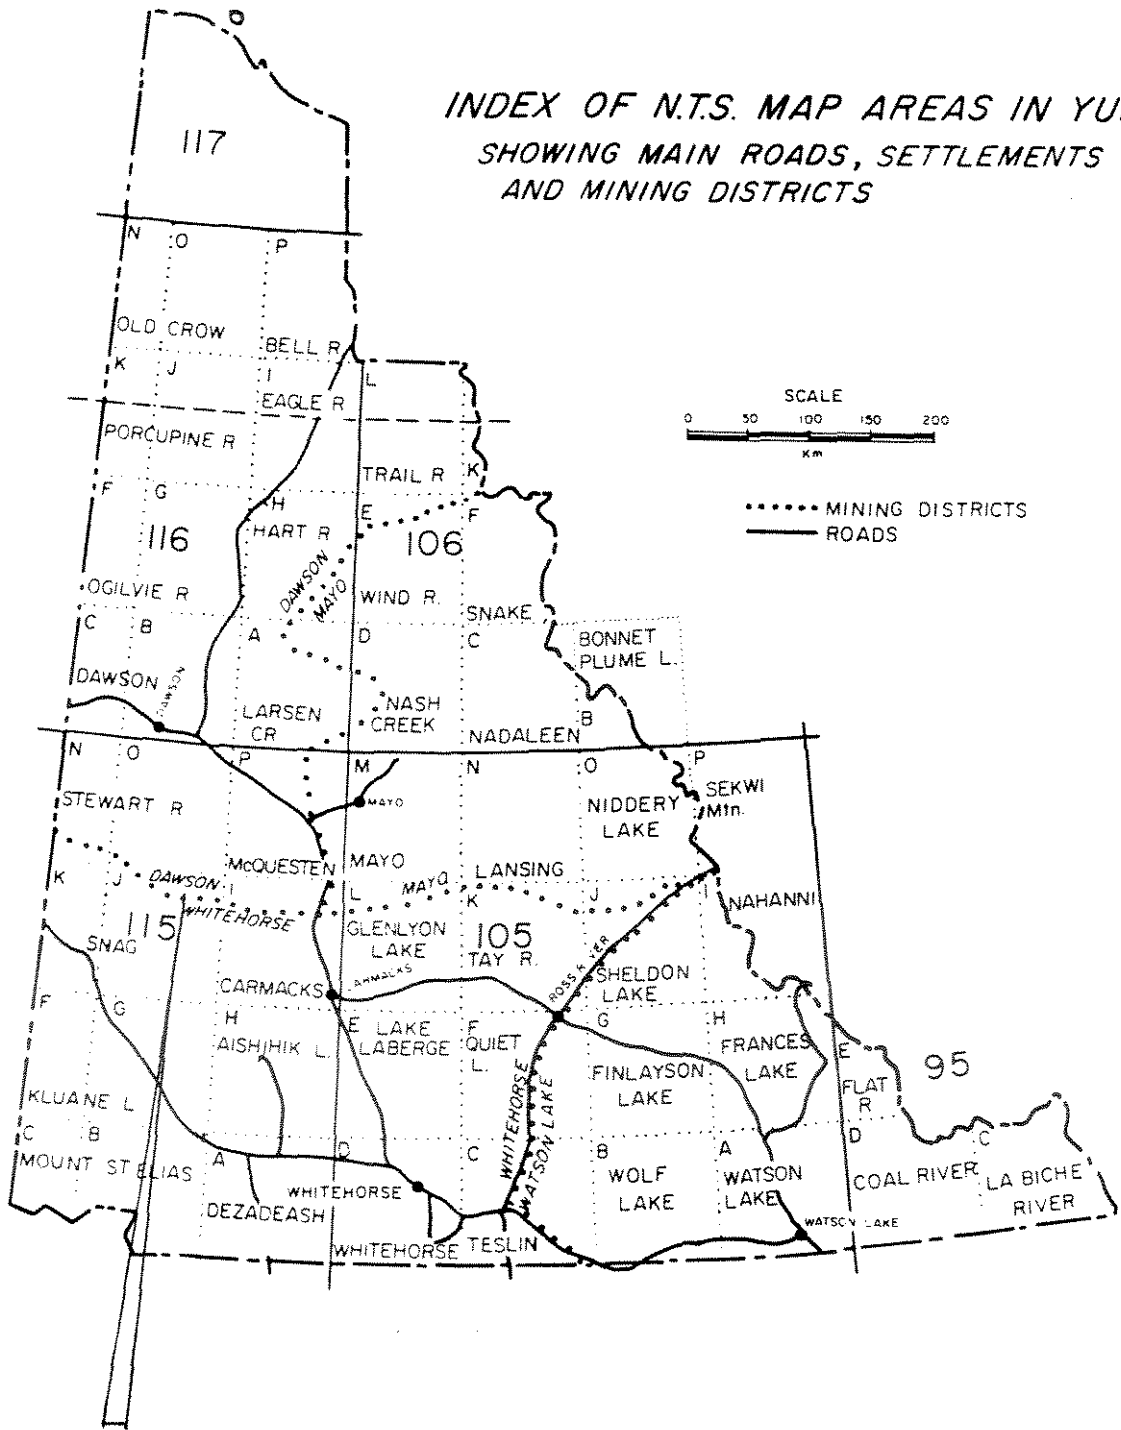 INDEX OF N.T.S. MAP AREAS IN YU
SHOWING MAIN ROADS, SETTLEMENTS
AND MINING DISTRICTS
117
N O P
OLD CROW
BELL R
K J I L
EAGLE R
SCALE
0 50 100 150 200
Km
PORCUPINE R
TRAIL R K
F G H E F
MINING DISTRICTS
ROADS
116
HART R
106
DAWSON
MAYO
OGILVIE R
WIND R.
SNAKE
C B A D C
BONNET
PLUME L.
DAWSON
DAWSON
LARSEN
CR
NASH
CREEK
NADALEEN
B
N O P M N O P
STEWART R
MAYO
NIDDERY
LAKE
SEKWI
Mtn.
McQUESTEN
MAYO
LANSING
K J I L K J I
DAWSON
WHITEHORSE
MAYO
NAHANNI
115
SNAG
GLENLYON
LAKE
105
TAY R.
ROSS RIVER
SHELDON
LAKE
CARMACKS
CARMACKS
F G H E F G H E
AISHIHIK L.
LAKE
LABERGE
QUIET
L.
FINLAYSON
LAKE
FRANCES
LAKE
FLAT
R
95
WHITEHORSE
WATSON LAKE
KLUANE L
C B A D C B A D C
MOUNT ST ELIAS
DEZADEASH
WHITEHORSE
WHITEHORSE
TESLIN
WOLF
LAKE
WATSON
LAKE
WATSON LAKE
COAL RIVER
LA BICHE
RIVER